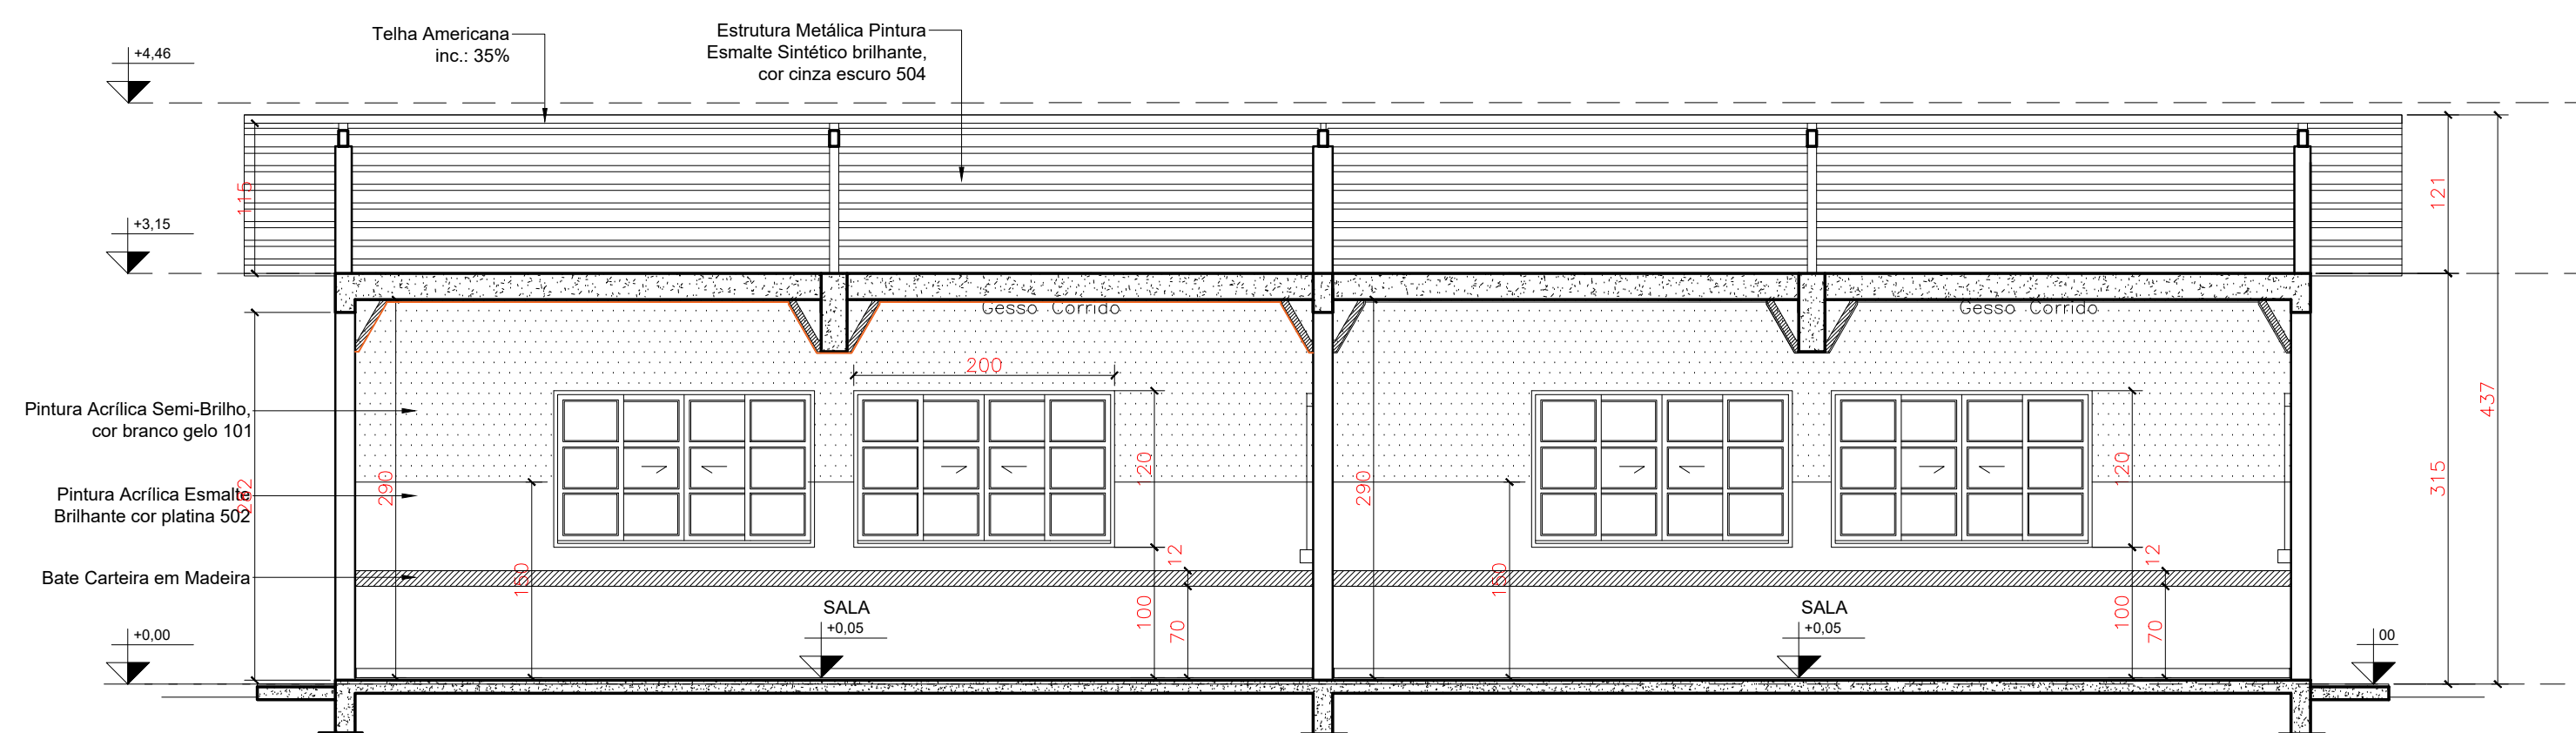 Telha Americana
inc.: 35%
Estrutura Metálica Pintura
Esmalte Sintético brilhante,
cor cinza escuro 504
+4,46
+3,15
115
121
437
315
Gesso Corrido
Gesso Corrido
200
Pintura Acrílica Semi-Brilho,
cor branco gelo 101
Pintura Acrílica Esmalte
Brilhante cor platina 502
282
290
120
290
120
Bate Carteira em Madeira
150
12
150
12
100
70
100
70
SALA
+0,05
SALA
+0,05
+0,00
00